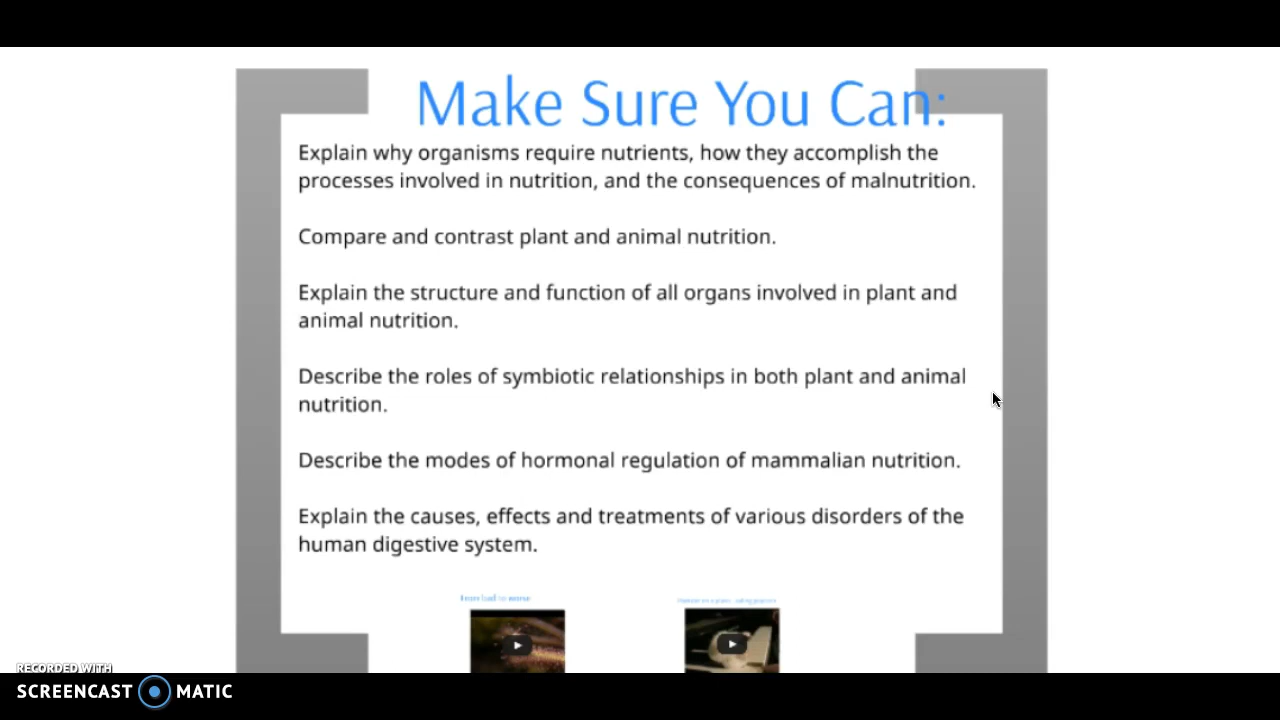 Make Sure You Can:
Explain why organisms require nutrients, how they accomplish the
processes involved in nutrition, and the consequences of malnutrition.
Compare and contrast plant and animal nutrition.
Explain the structure and function of all organs involved in plant and
animal nutrition.
Describe the roles of symbiotic relationships in both plant and animal
nutrition.
Describe the modes of hormonal regulation of mammalian nutrition.
Explain the causes, effects and treatments of various disorders of the
human digestive system.
From bad to worse
RECORDED WITH
SCREENCAST MATIC